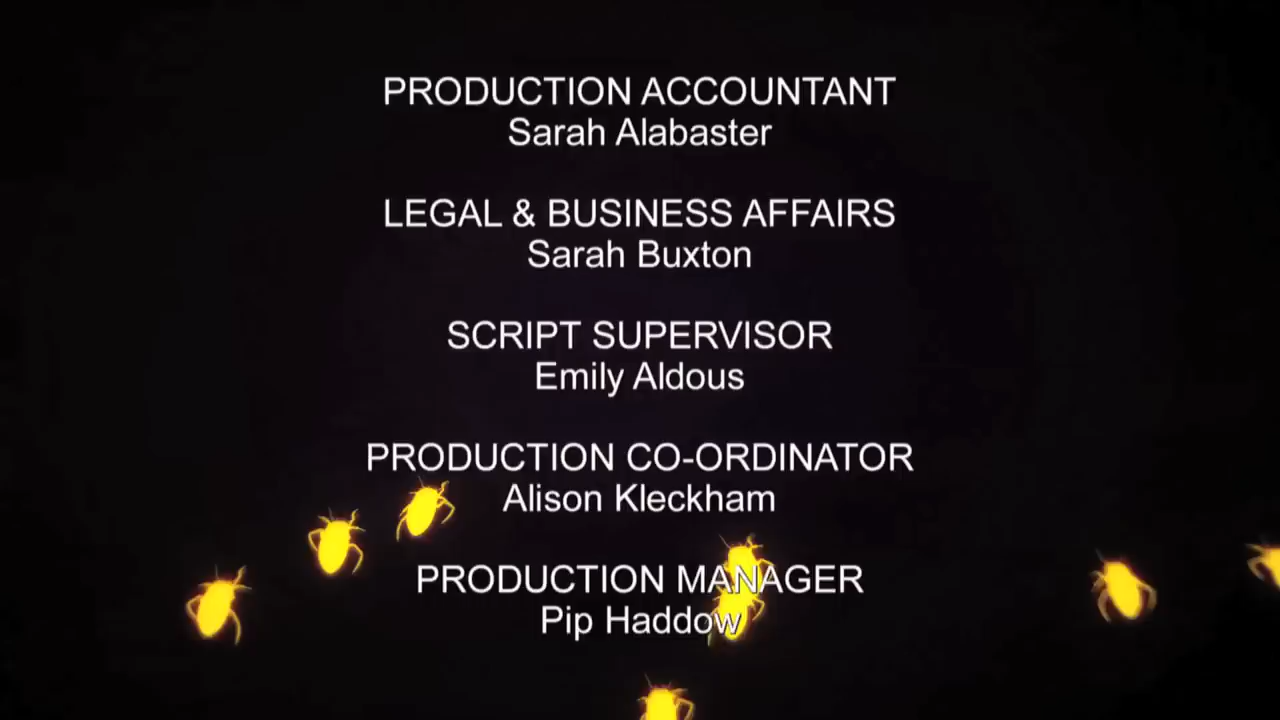 PRODUCTION ACCOUNTANT
Sarah Alabaster
LEGAL & BUSINESS AFFAIRS
Sarah Buxton
SCRIPT SUPERVISOR
Emily Aldous
PRODUCTION CO-ORDINATOR
Alison Kleckham
PRODUCTION MANAGER
Pip Haddow